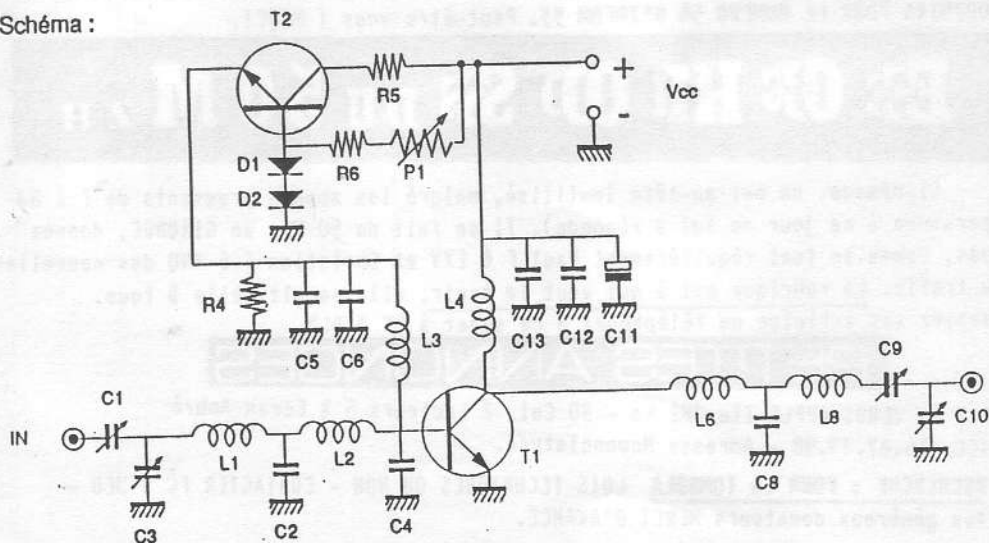 Schéma :
T2
R5
+
Vcc
-
D1
R6
P1
D2
R4
C5
C6
L3
L4
C13
C12
C11
C9
C1
C10
IN
L1
L2
T1
L6
L8
C8
C3
C2
C4